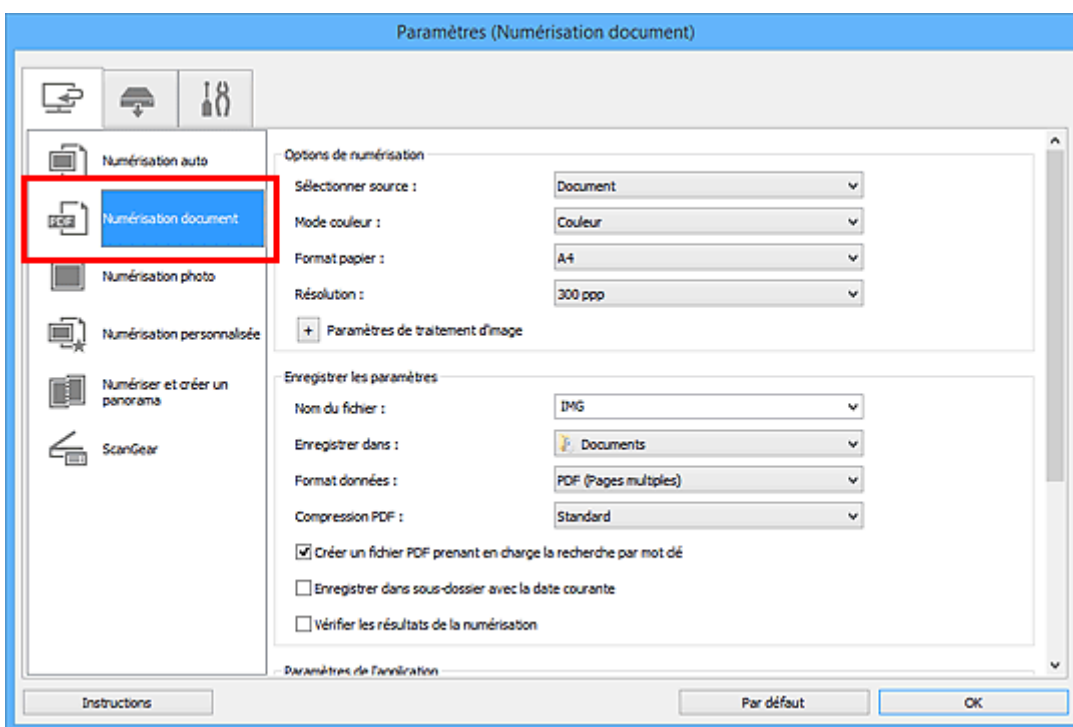 Paramètres (Numérisation document)
Numérisation auto
PDF
Numérisation document
Numérisation photo
Numérisation personnalisée
Numériser et créer un
panorama
ScanGear
Options de numérisation
Sélectionner source : Document
Mode couleur : Couleur
Format papier : A4
Résolution : 300 ppp
+ Paramètres de traitement d'image
Enregistrer les paramètres
Nom du fichier : IMG
Enregistrer dans : Documents
Format données : PDF (Pages multiples)
Compression PDF : Standard
Créer un fichier PDF prenant en charge la recherche par mot clé
Enregistrer dans sous-dossier avec la date courante
Vérifier les résultats de la numérisation
Paramètres de l'application
Instructions Par défaut OK